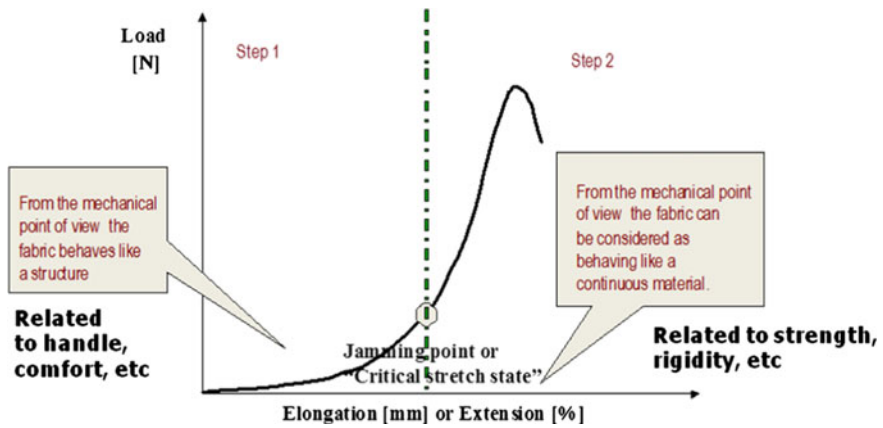 Load
[N]
Step 1
Step 2
From the mechanical
point of view the
fabric behaves like
a structure
Related
to handle,
comfort, etc
From the mechanical point
of view the fabric can
be considered as
behaving like a
continuous material.
Related to strength,
rigidity, etc
Jamming point or
“Critical stretch state”
Elongation [mm] or Extension [%]